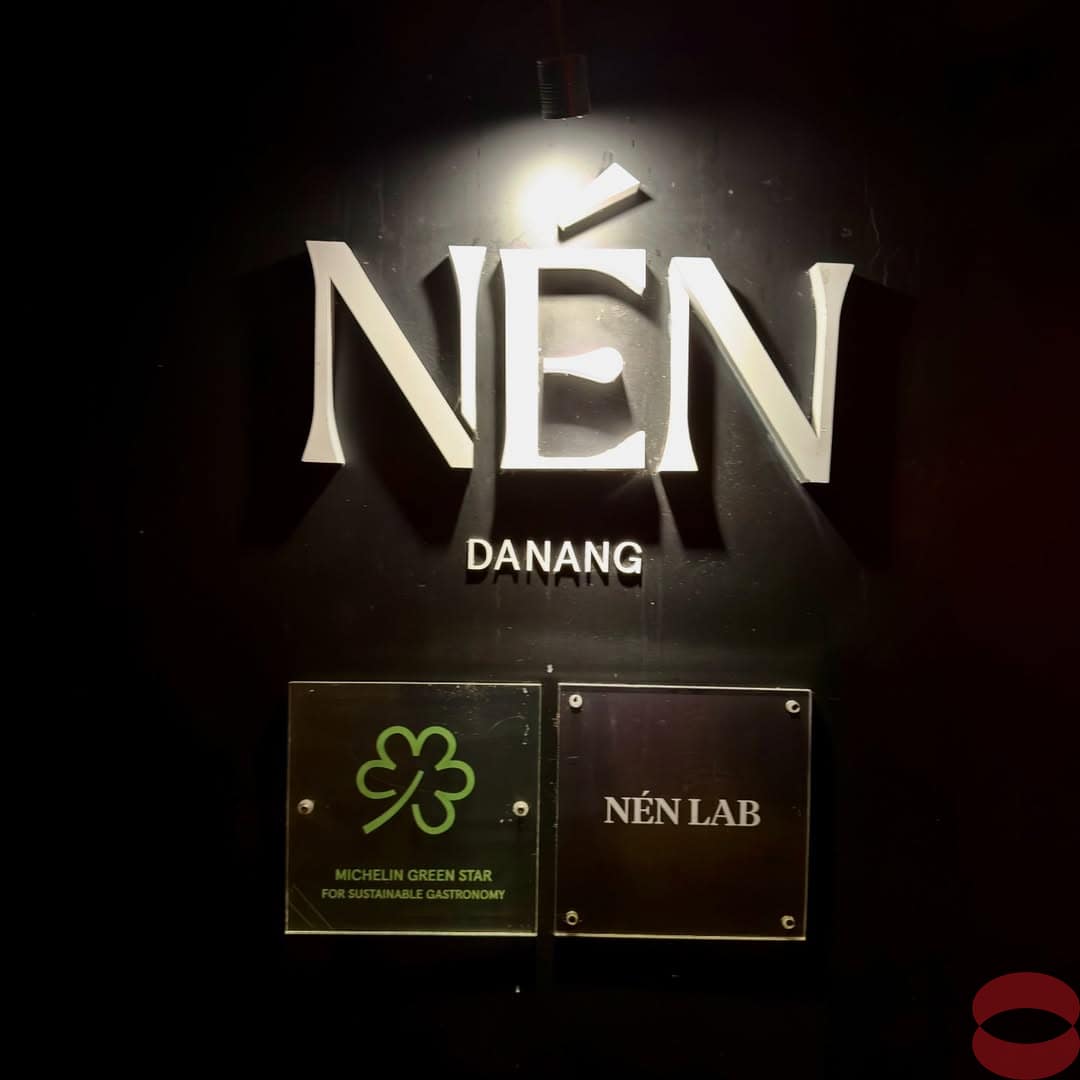 NÉN
DANANG
MICHELIN GREEN STAR
FOR SUSTAINABLE GASTRONOMY
NÉN LAB